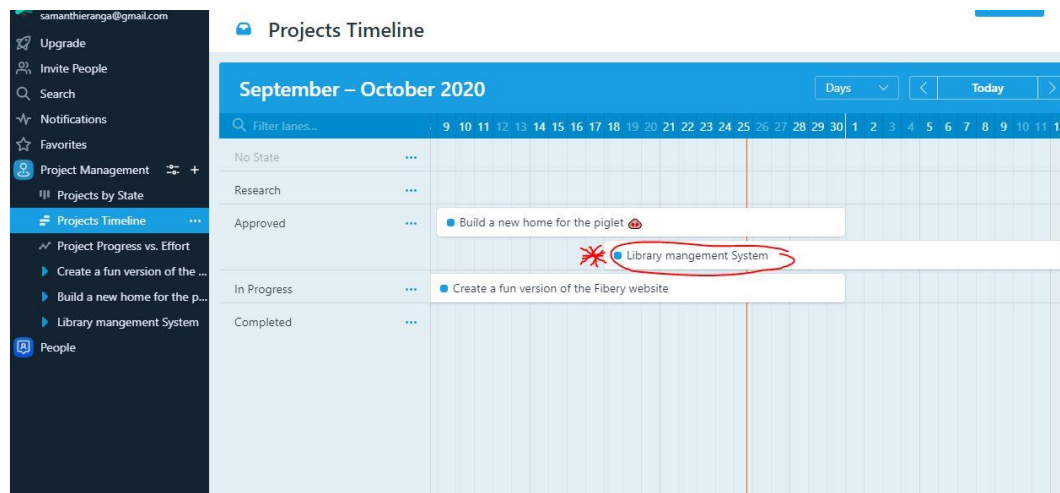 samanthieranga@gmail.com
Upgrade
Invite People
Search
Notifications
Favorites
Project Management
Projects by State
Projects Timeline
Project Progress vs. Effort
Create a fun version of the ...
Build a new home for the p...
Library mangement System
People
Projects Timeline
September – October 2020
Days
Today
Filter lanes...
9 10 11 12 13 14 15 16 17 18 19 20 21 22 23 24 25 26 27 28 29 30 1 2 3 4 5 6 7 8 9 10 11
No State
Research
Approved
Build a new home for the piglet
Library mangement System
In Progress
Create a fun version of the Fibery website
Completed